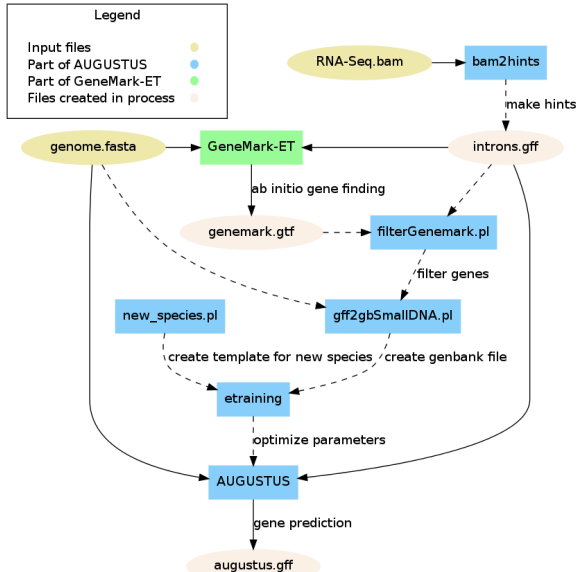 Legend
Input files
Part of AUGUSTUS
Part of GeneMark-ET
Files created in process
RNA-Seq.bam
bam2hints
make hints
genome.fasta
GeneMark-ET
introns.gff
ab initio gene finding
genemark.gtf
filterGenemark.pl
filter genes
new_species.pl
gff2gbSmallDNA.pl
create template for new species
create genbank file
etraining
optimize parameters
AUGUSTUS
gene prediction
augustus.gff